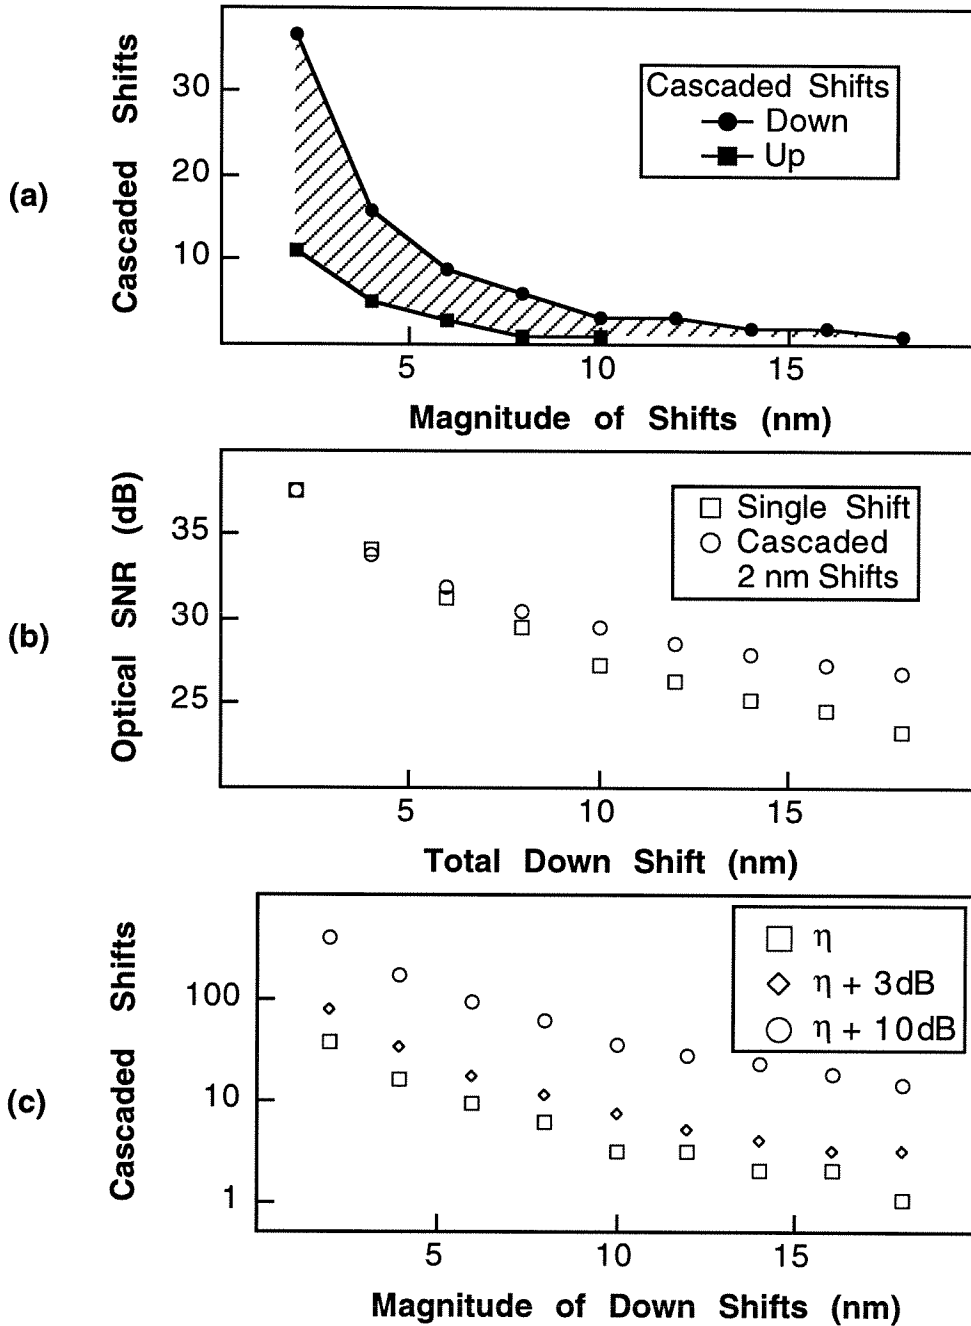 (a)
Cascaded Shifts
30
20
10
Cascaded Shifts
Down
Up
5
10
15
Magnitude of Shifts (nm)
(b)
Optical SNR (dB)
35
30
25
Single Shift
Cascaded
2 nm Shifts
5
10
15
Total Down Shift (nm)
(c)
Cascaded Shifts
100
10
1
η
η + 3dB
η + 10dB
5
10
15
Magnitude of Down Shifts (nm)